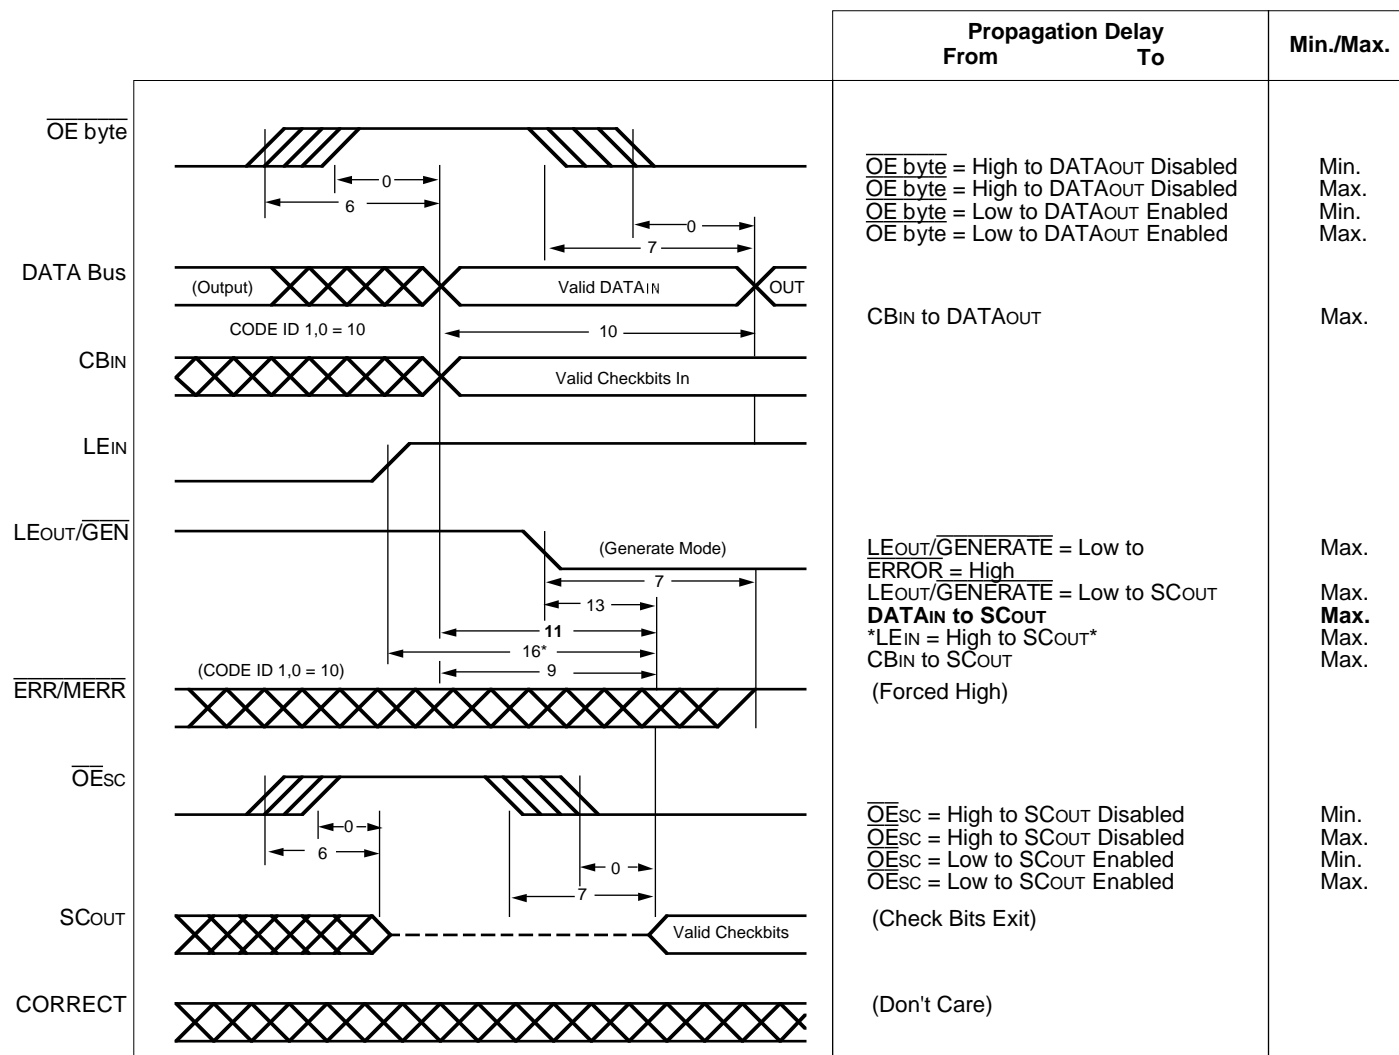 Propagation Delay
From To
Min./Max.
OE byte
OE byte = High to DATAOUT Disabled Min.
0
OE byte = High to DATAOUT Disabled Max.
6
OE byte = Low to DATAOUT Enabled Min.
0
OE byte = Low to DATAOUT Enabled Max.
7
DATA Bus
(Output)
Valid DATAIN
OUT
CODE ID 1,0 = 10
10
CBIN to DATAOUT Max.
CBIN
Valid Checkbits In
LEIN
LEOUT/GEN
(Generate Mode)
LEOUT/GENERATE = Low to Max.
ERROR = High
7
LEOUT/GENERATE = Low to SCOUT Max.
13
DATAIN to SCOUT Max.
11
*LEIN = High to SCOUT* Max.
16*
CBIN to SCOUT Max.
(CODE ID 1,0 = 10)
9
ERR/MERR
(Forced High)
OESC
OESC = High to SCOUT Disabled Min.
0
OESC = High to SCOUT Disabled Max.
6
OESC = Low to SCOUT Enabled Min.
0
OESC = Low to SCOUT Enabled Max.
7
SCOUT
Valid Checkbits
(Check Bits Exit)
CORRECT
(Don't Care)